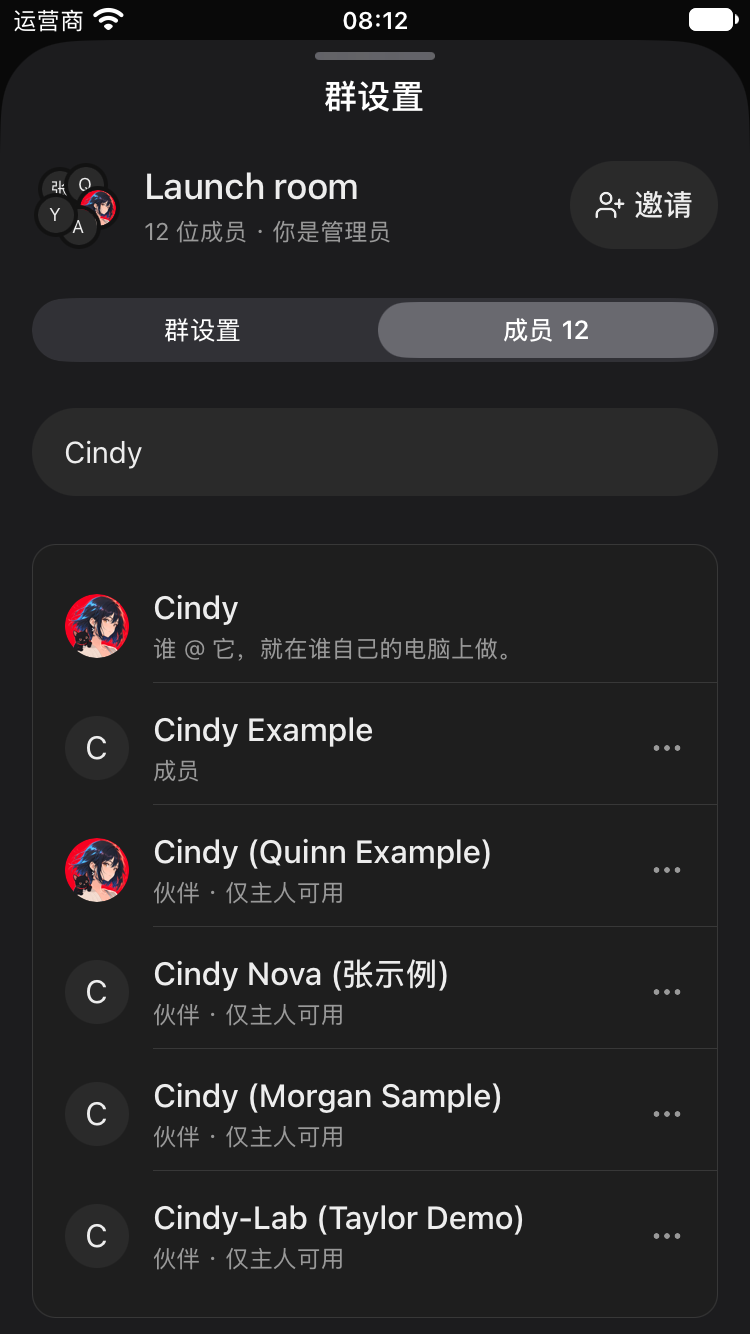 运营商
08:12
群设置
张
Q
Y
A
Launch room
12 位成员 · 你是管理员
邀请
群设置
成员 12
Cindy
Cindy
谁 @ 它，就在谁自己的电脑上做。
C
Cindy Example
成员
Cindy (Quinn Example)
伙伴 · 仅主人可用
C
Cindy Nova (张示例)
伙伴 · 仅主人可用
C
Cindy (Morgan Sample)
伙伴 · 仅主人可用
C
Cindy-Lab (Taylor Demo)
伙伴 · 仅主人可用